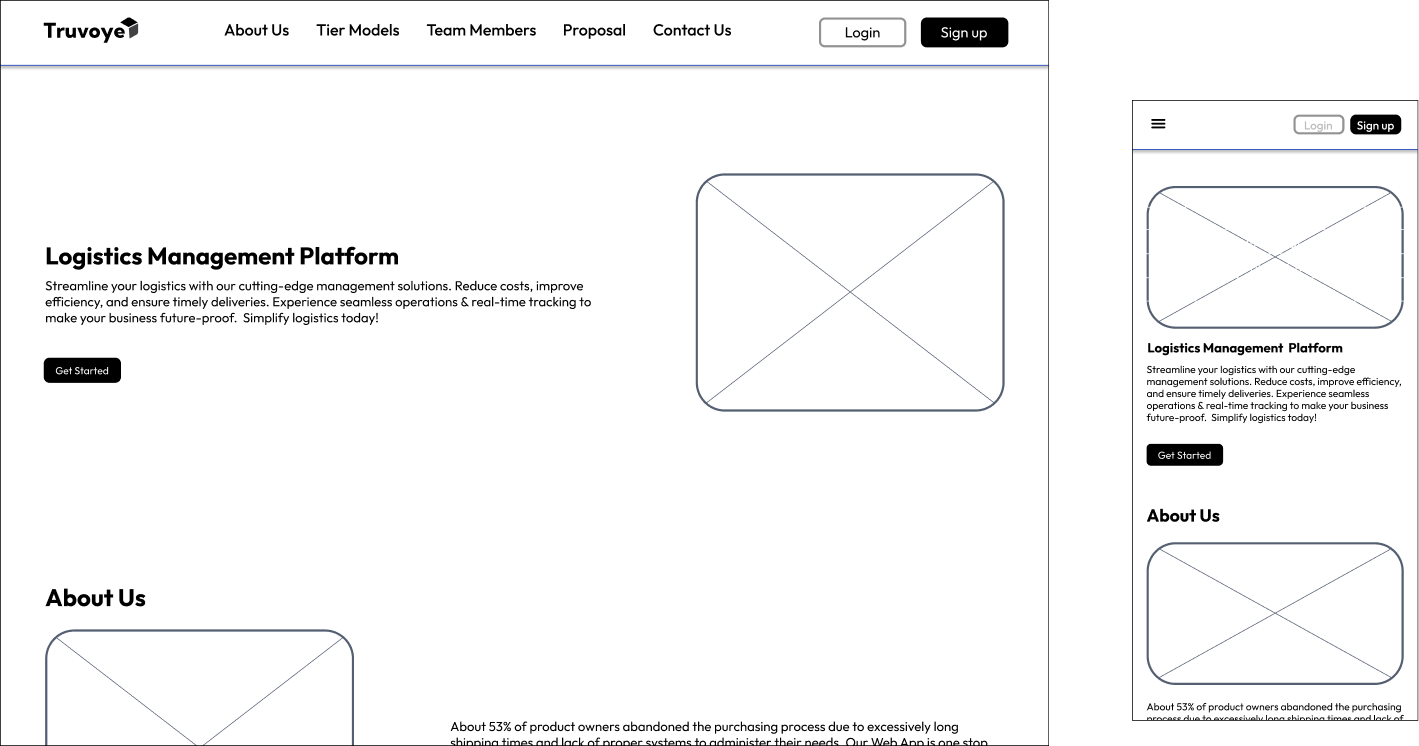 Truvoye
About Us
Tier Models
Team Members
Proposal
Contact Us
Login
Sign up
Logistics Management Platform
Streamline your logistics with our cutting-edge management solutions. Reduce costs, improve
efficiency, and ensure timely deliveries. Experience seamless operations & real-time tracking to
make your business future-proof.  Simplify logistics today!
Get Started
About Us
About 53% of product owners abandoned the purchasing process due to excessively long
shipping times and lack of proper systems to administer their needs. Our Web App is one stop
Login
Sign up
Logistics Management  Platform
Streamline your logistics with our cutting-edge
management solutions. Reduce costs, improve efficiency,
and ensure timely deliveries. Experience seamless
operations & real-time tracking to make your business
future-proof.  Simplify logistics today!
Get Started
About Us
About 53% of product owners abandoned the purchasing
process due to excessively long shipping times and lack of